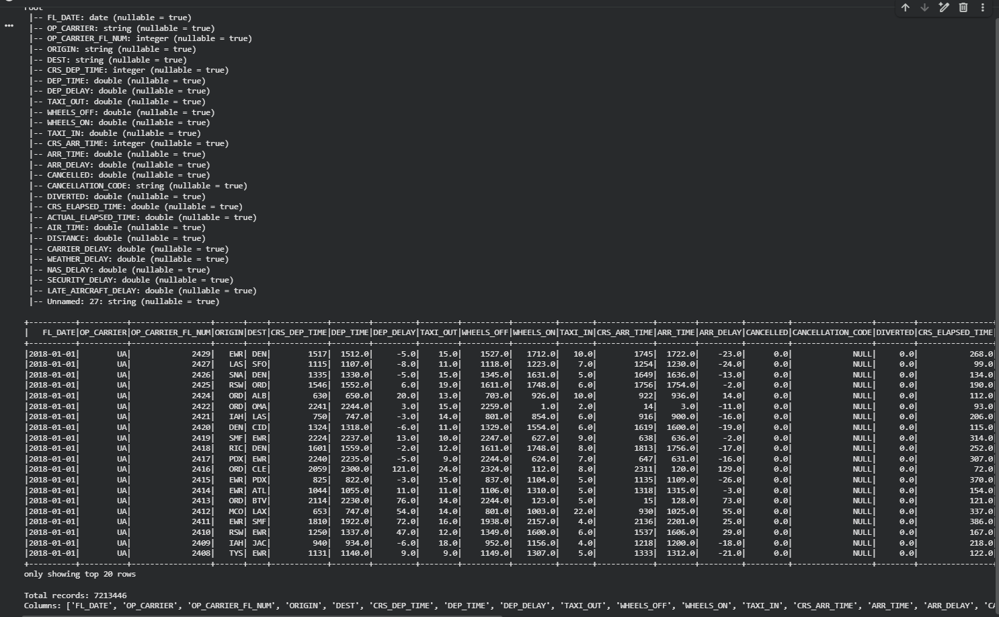 root
|-- FL_DATE: date (nullable = true)
|-- OP_CARRIER: string (nullable = true)
|-- OP_CARRIER_FL_NUM: integer (nullable = true)
|-- ORIGIN: string (nullable = true)
|-- DEST: string (nullable = true)
|-- CRS_DEP_TIME: integer (nullable = true)
|-- DEP_TIME: double (nullable = true)
|-- DEP_DELAY: double (nullable = true)
|-- TAXI_OUT: double (nullable = true)
|-- WHEELS_OFF: double (nullable = true)
|-- WHEELS_ON: double (nullable = true)
|-- TAXI_IN: double (nullable = true)
|-- CRS_ARR_TIME: integer (nullable = true)
|-- ARR_TIME: double (nullable = true)
|-- ARR_DELAY: double (nullable = true)
|-- CANCELLED: double (nullable = true)
|-- CANCELLATION_CODE: string (nullable = true)
|-- DIVERTED: double (nullable = true)
|-- CRS_ELAPSED_TIME: double (nullable = true)
|-- ACTUAL_ELAPSED_TIME: double (nullable = true)
|-- AIR_TIME: double (nullable = true)
|-- DISTANCE: double (nullable = true)
|-- CARRIER_DELAY: double (nullable = true)
|-- WEATHER_DELAY: double (nullable = true)
|-- NAS_DELAY: double (nullable = true)
|-- SECURITY_DELAY: double (nullable = true)
|-- LATE_AIRCRAFT_DELAY: double (nullable = true)
|-- Unnamed: 27: string (nullable = true)
| FL_DATE|OP_CARRIER|OP_CARRIER_FL_NUM|ORIGIN|DEST|CRS_DEP_TIME|DEP_TIME|DEP_DELAY|TAXI_OUT|WHEELS_OFF|WHEELS_ON|TAXI_IN|CRS_ARR_TIME|ARR_TIME|ARR_DELAY|CANCELLED|CANCELLATION_CODE|DIVERTED|CRS_ELAPSED_TIME
|2018-01-01| UA| 2429| EWR| DEN| 1517| 1512.0| -5.0| 15.0| 1527.0| 1712.0| 10.0| 1745| 1722.0| -23.0| 0.0| NULL| 0.0| 268.0
|2018-01-01| UA| 2427| LAS| SFO| 1115| 1107.0| -8.0| 11.0| 1118.0| 1223.0| 7.0| 1254| 1230.0| -24.0| 0.0| NULL| 0.0| 99.0
|2018-01-01| UA| 2426| SNA| DEN| 1335| 1330.0| -5.0| 15.0| 1345.0| 1631.0| 5.0| 1649| 1636.0| -13.0| 0.0| NULL| 0.0| 134.0
|2018-01-01| UA| 2425| RSW| ORD| 1546| 1552.0| 6.0| 19.0| 1611.0| 1748.0| 6.0| 1756| 1754.0| -2.0| 0.0| NULL| 0.0| 190.0
|2018-01-01| UA| 2424| ORD| ALB| 630| 650.0| 20.0| 13.0| 703.0| 926.0| 10.0| 922| 936.0| 14.0| 0.0| NULL| 0.0| 112.0
|2018-01-01| UA| 2422| ORD| OMA| 2241| 2244.0| 3.0| 15.0| 2259.0| 1.0| 2.0| 14| 3.0| -11.0| 0.0| NULL| 0.0| 93.0
|2018-01-01| UA| 2421| IAH| LAS| 750| 747.0| -3.0| 14.0| 801.0| 854.0| 6.0| 916| 900.0| -16.0| 0.0| NULL| 0.0| 206.0
|2018-01-01| UA| 2420| DEN| CID| 1324| 1318.0| -6.0| 11.0| 1329.0| 1554.0| 6.0| 1619| 1600.0| -19.0| 0.0| NULL| 0.0| 115.0
|2018-01-01| UA| 2419| SMF| EWR| 2224| 2237.0| 13.0| 10.0| 2247.0| 627.0| 9.0| 638| 636.0| -2.0| 0.0| NULL| 0.0| 314.0
|2018-01-01| UA| 2418| RIC| DEN| 1601| 1559.0| -2.0| 12.0| 1611.0| 1748.0| 8.0| 1813| 1756.0| -17.0| 0.0| NULL| 0.0| 252.0
|2018-01-01| UA| 2417| PDX| EWR| 2240| 2235.0| -5.0| 9.0| 2244.0| 624.0| 7.0| 647| 631.0| -16.0| 0.0| NULL| 0.0| 307.0
|2018-01-01| UA| 2416| ORD| CLE| 2059| 2300.0| 121.0| 24.0| 2324.0| 112.0| 8.0| 2311| 120.0| 129.0| 0.0| NULL| 0.0| 72.0
|2018-01-01| UA| 2415| EWR| PDX| 825| 822.0| -3.0| 15.0| 837.0| 1104.0| 5.0| 1135| 1109.0| -26.0| 0.0| NULL| 0.0| 370.0
|2018-01-01| UA| 2414| EWR| ATL| 1044| 1055.0| 11.0| 11.0| 1106.0| 1310.0| 5.0| 1318| 1315.0| -3.0| 0.0| NULL| 0.0| 154.0
|2018-01-01| UA| 2413| ORD| BTV| 2114| 2230.0| 76.0| 14.0| 2244.0| 123.0| 5.0| 15| 128.0| 73.0| 0.0| NULL| 0.0| 121.0
|2018-01-01| UA| 2412| MCO| LAX| 653| 747.0| 54.0| 14.0| 801.0| 1003.0| 22.0| 930| 1025.0| 55.0| 0.0| NULL| 0.0| 337.0
|2018-01-01| UA| 2411| EWR| SMF| 1810| 1922.0| 72.0| 16.0| 1938.0| 2157.0| 4.0| 2136| 2201.0| 25.0| 0.0| NULL| 0.0| 386.0
|2018-01-01| UA| 2410| RSW| EWR| 1250| 1337.0| 47.0| 12.0| 1349.0| 1600.0| 6.0| 1537| 1606.0| 29.0| 0.0| NULL| 0.0| 167.0
|2018-01-01| UA| 2409| IAH| JAC| 940| 934.0| -6.0| 18.0| 952.0| 1156.0| 4.0| 1218| 1200.0| -18.0| 0.0| NULL| 0.0| 218.0
|2018-01-01| UA| 2408| TYS| EWR| 1131| 1140.0| 9.0| 9.0| 1149.0| 1307.0| 5.0| 1333| 1312.0| -21.0| 0.0| NULL| 0.0| 122.0
only showing top 20 rows
Total records: 7213446
Columns: ['FL_DATE', 'OP_CARRIER', 'OP_CARRIER_FL_NUM', 'ORIGIN', 'DEST', 'CRS_DEP_TIME', 'DEP_TIME', 'DEP_DELAY', 'TAXI_OUT', 'WHEELS_OFF', 'WHEELS_ON', 'TAXI_IN', 'CRS_ARR_TIME', 'ARR_TIME', 'ARR_DELAY', 'CA